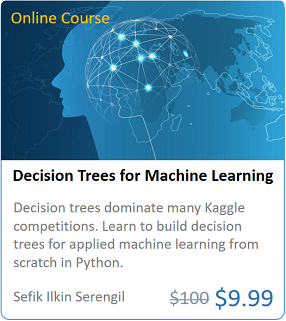 Online Course
Decision Trees for Machine Learning
Decision trees dominate many Kaggle
competitions. Learn to build decision
trees for applied machine learning from
scratch in Python.
Sefik Ilkin Serengil $100 $9.99